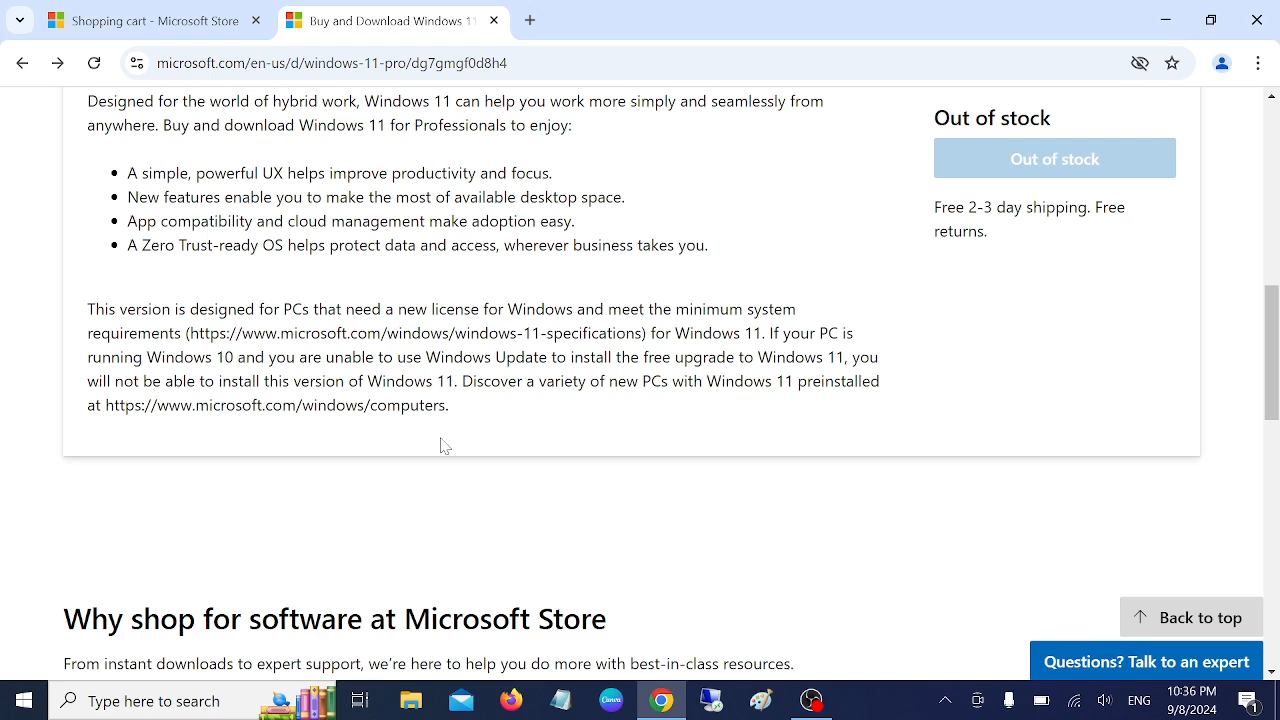 Shopping cart - Microsoft Store
Buy and Download Windows 11
microsoft.com/en-us/d/windows-11-pro/dg7gmgf0d8h4
Designed for the world of hybrid work, Windows 11 can help you work more simply and seamlessly from
anywhere. Buy and download Windows 11 for Professionals to enjoy:
• A simple, powerful UX helps improve productivity and focus.
• New features enable you to make the most of available desktop space.
• App compatibility and cloud management make adoption easy.
• A Zero Trust-ready OS helps protect data and access, wherever business takes you.
This version is designed for PCs that need a new license for Windows and meet the minimum system
requirements (https://www.microsoft.com/windows/windows-11-specifications) for Windows 11. If your PC is
running Windows 10 and you are unable to use Windows Update to install the free upgrade to Windows 11, you
will not be able to install this version of Windows 11. Discover a variety of new PCs with Windows 11 preinstalled
at https://www.microsoft.com/windows/computers.
Out of stock
Out of stock
Free 2-3 day shipping. Free
returns.
Why shop for software at Microsoft Store
From instant downloads to expert support, we're here to help you do more with best-in-class resources.
Back to top
Questions? Talk to an expert
Type here to search
Canva
ENG
10:36 PM
9/8/2024
1